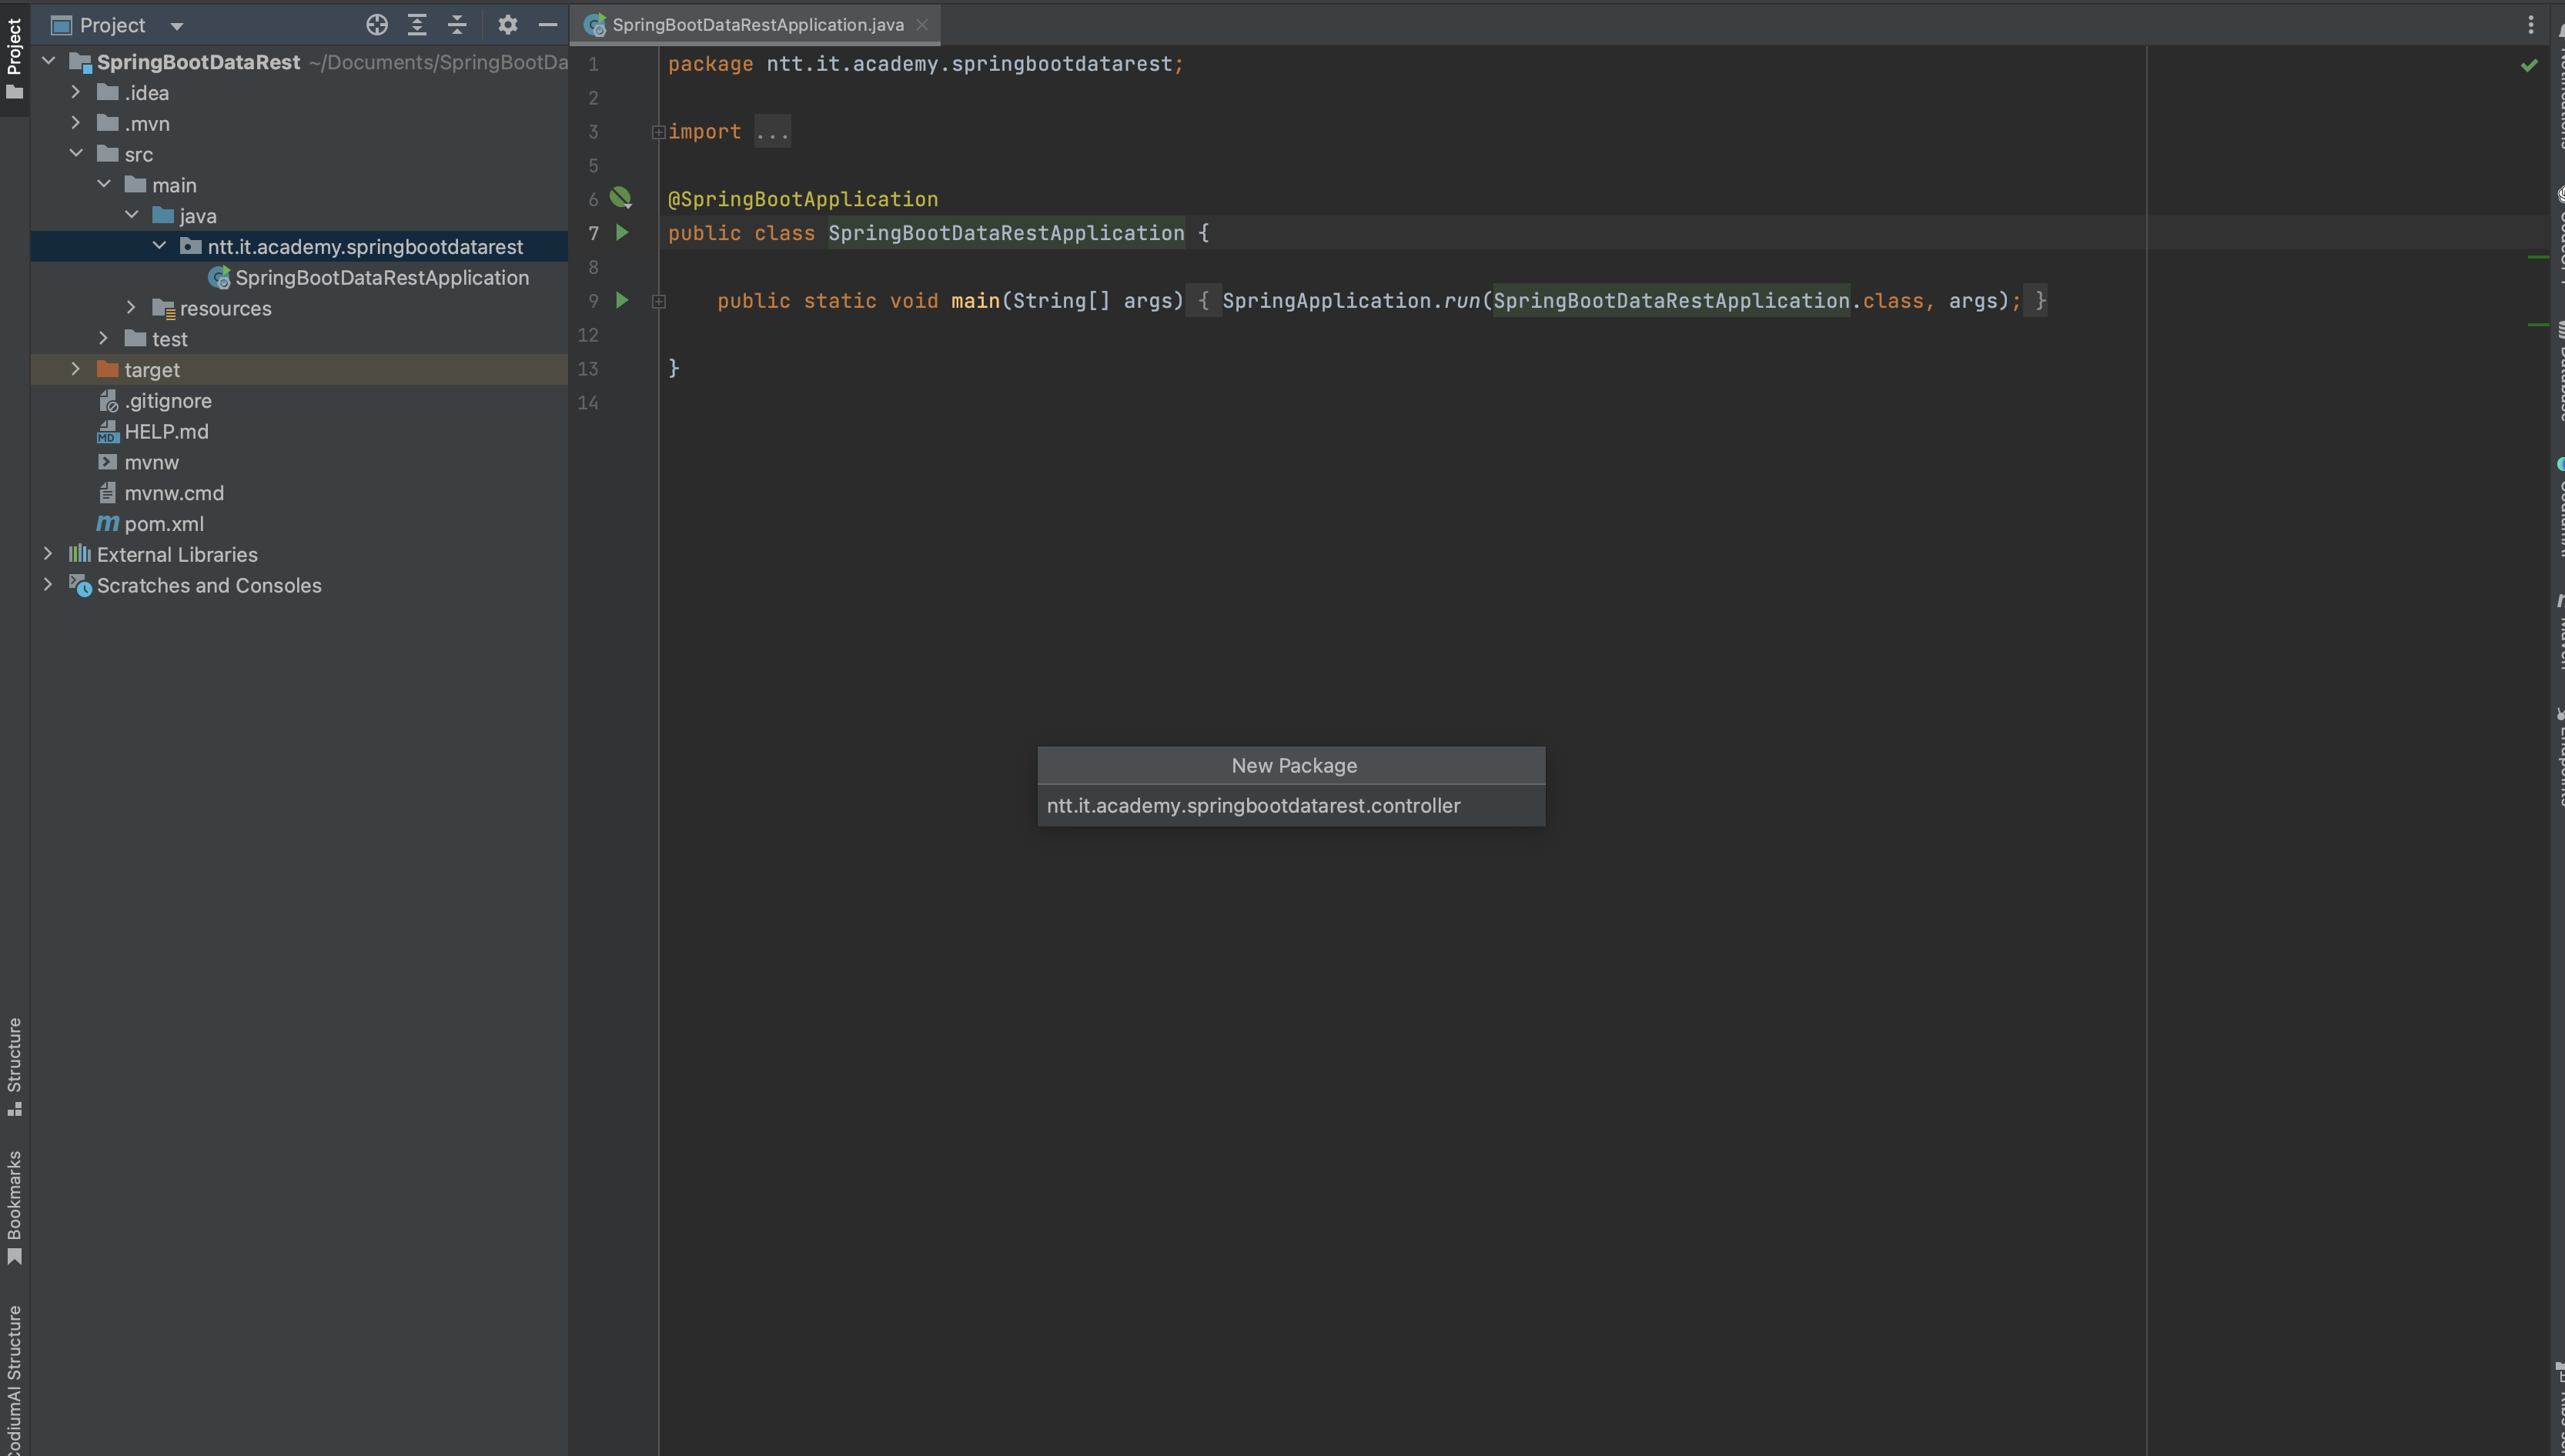 Project
Project
SpringBootDataRest ~/Documents/SpringBootDa
.idea
.mvn
src
main
java
ntt.it.academy.springbootdatarest
SpringBootDataRestApplication
resources
test
target
.gitignore
HELP.md
mvnw
mvnw.cmd
pom.xml
External Libraries
Scratches and Consoles
Structure
Bookmarks
Structure
SpringBootDataRestApplication.java
1 package ntt.it.academy.springbootdatarest;
2
3 import ...
5
6 @SpringBootApplication
7 public class SpringBootDataRestApplication {
8
9 public static void main(String[] args) { SpringApplication.run(SpringBootDataRestApplication.class, args); }
12
13 }
14
New Package
ntt.it.academy.springbootdatarest.controller